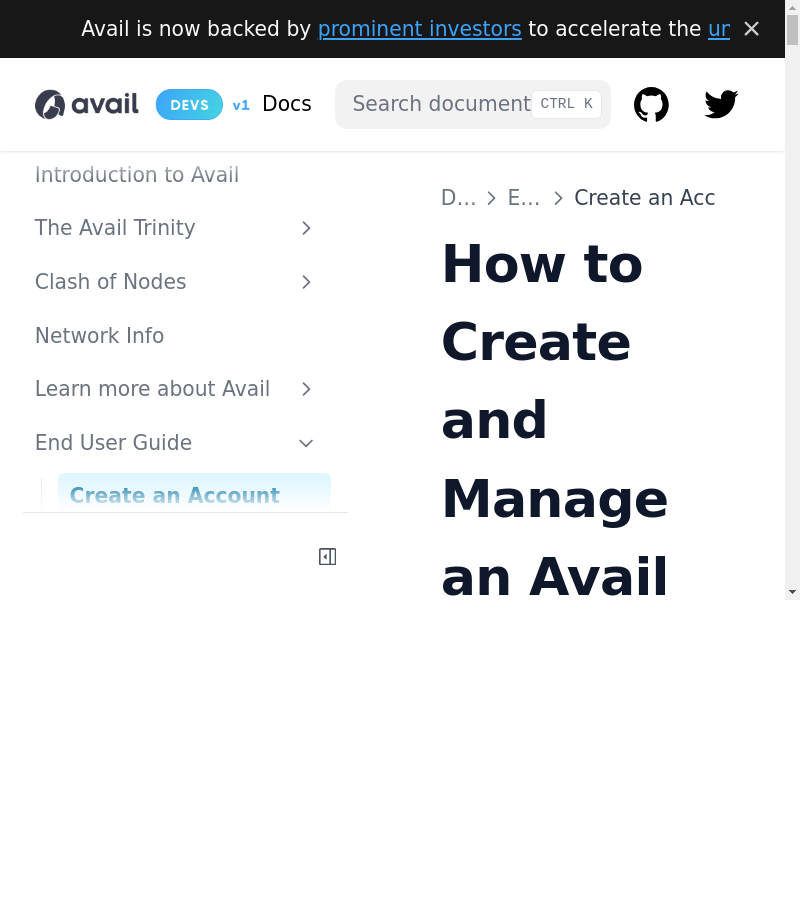 Avail is now backed by prominent investors to accelerate the ur
avail DEVS v1 Docs
Search document CTRL K
Introduction to Avail
The Avail Trinity
Clash of Nodes
Network Info
Learn more about Avail
End User Guide
Create an Account
D… E… Create an Acc
How to
Create
and
Manage
an Avail